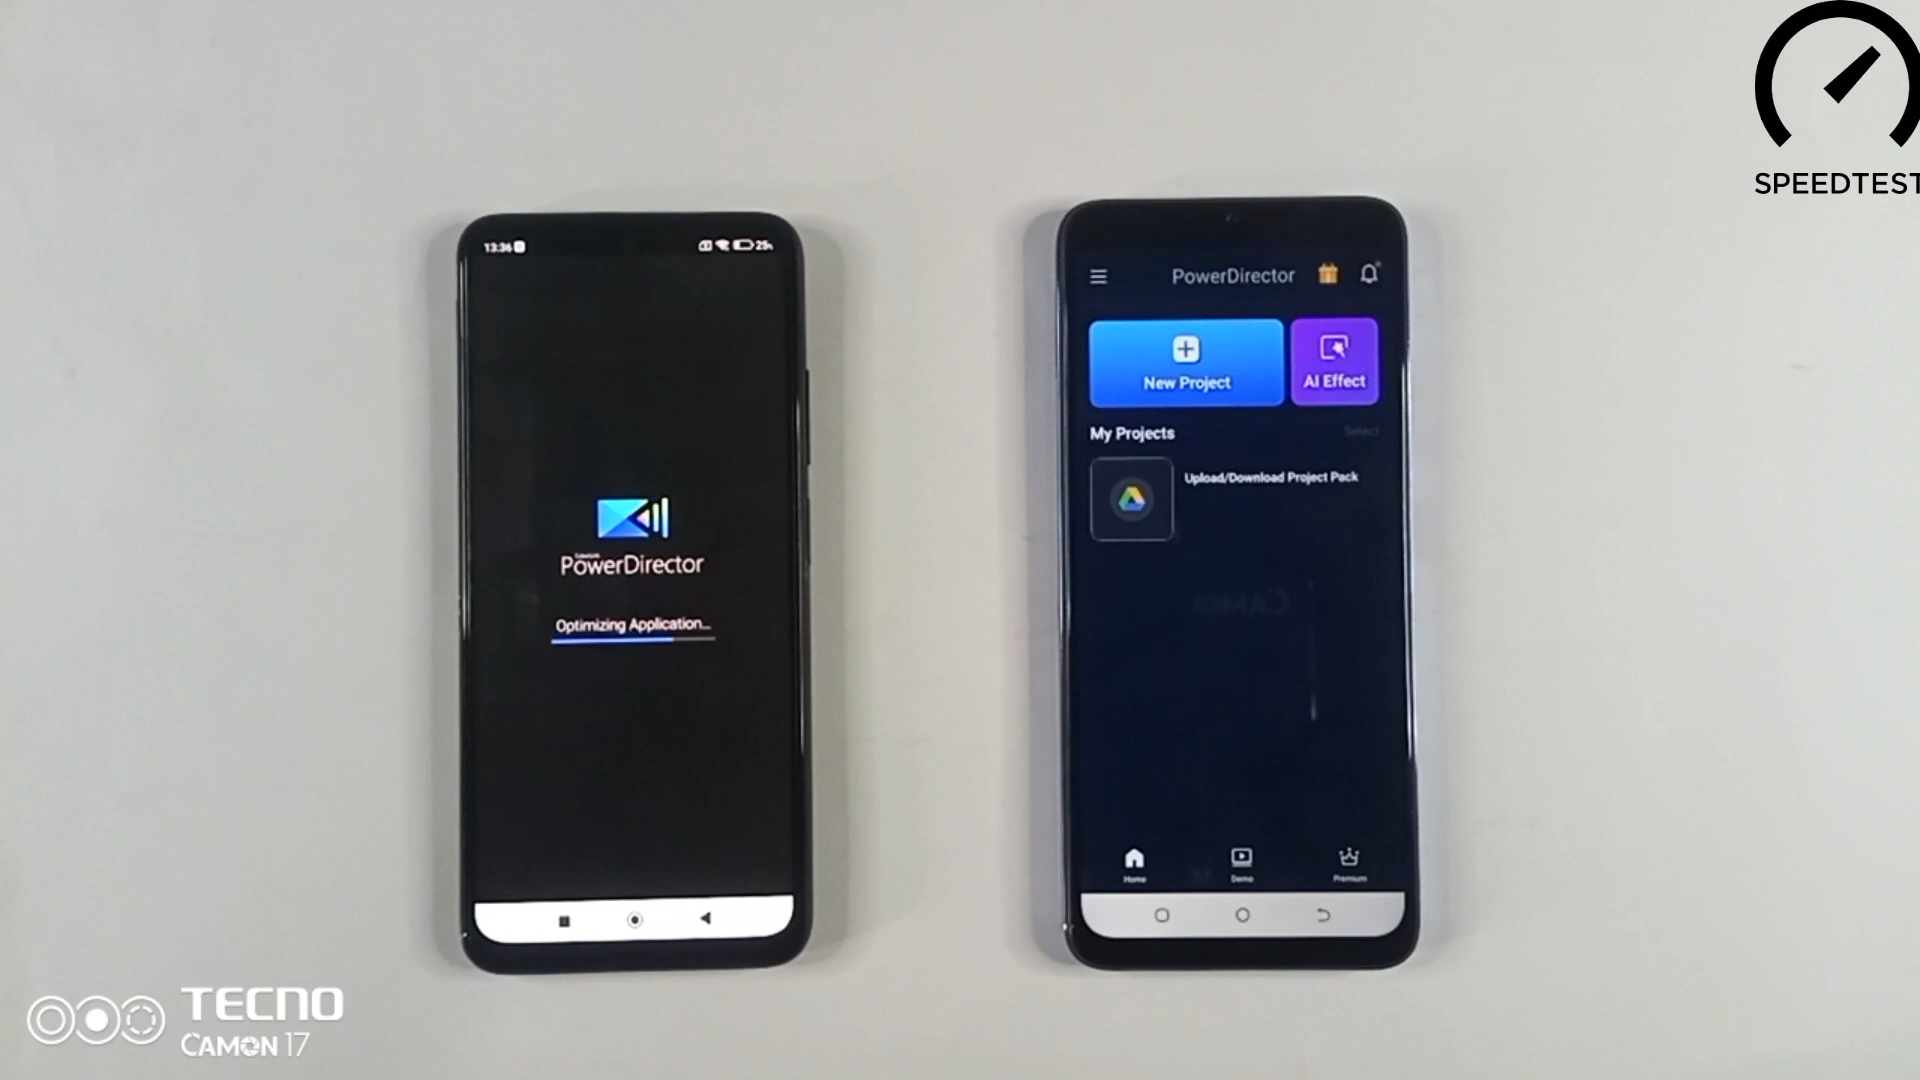 SPEEDTEST
13:36
25%
PowerDirector
Optimizing Application...
PowerDirector
New Project
AI Effect
My Projects
Select
Upload/Download Project Pack
Home
Demo
Premium
TECNO
CAMON 17